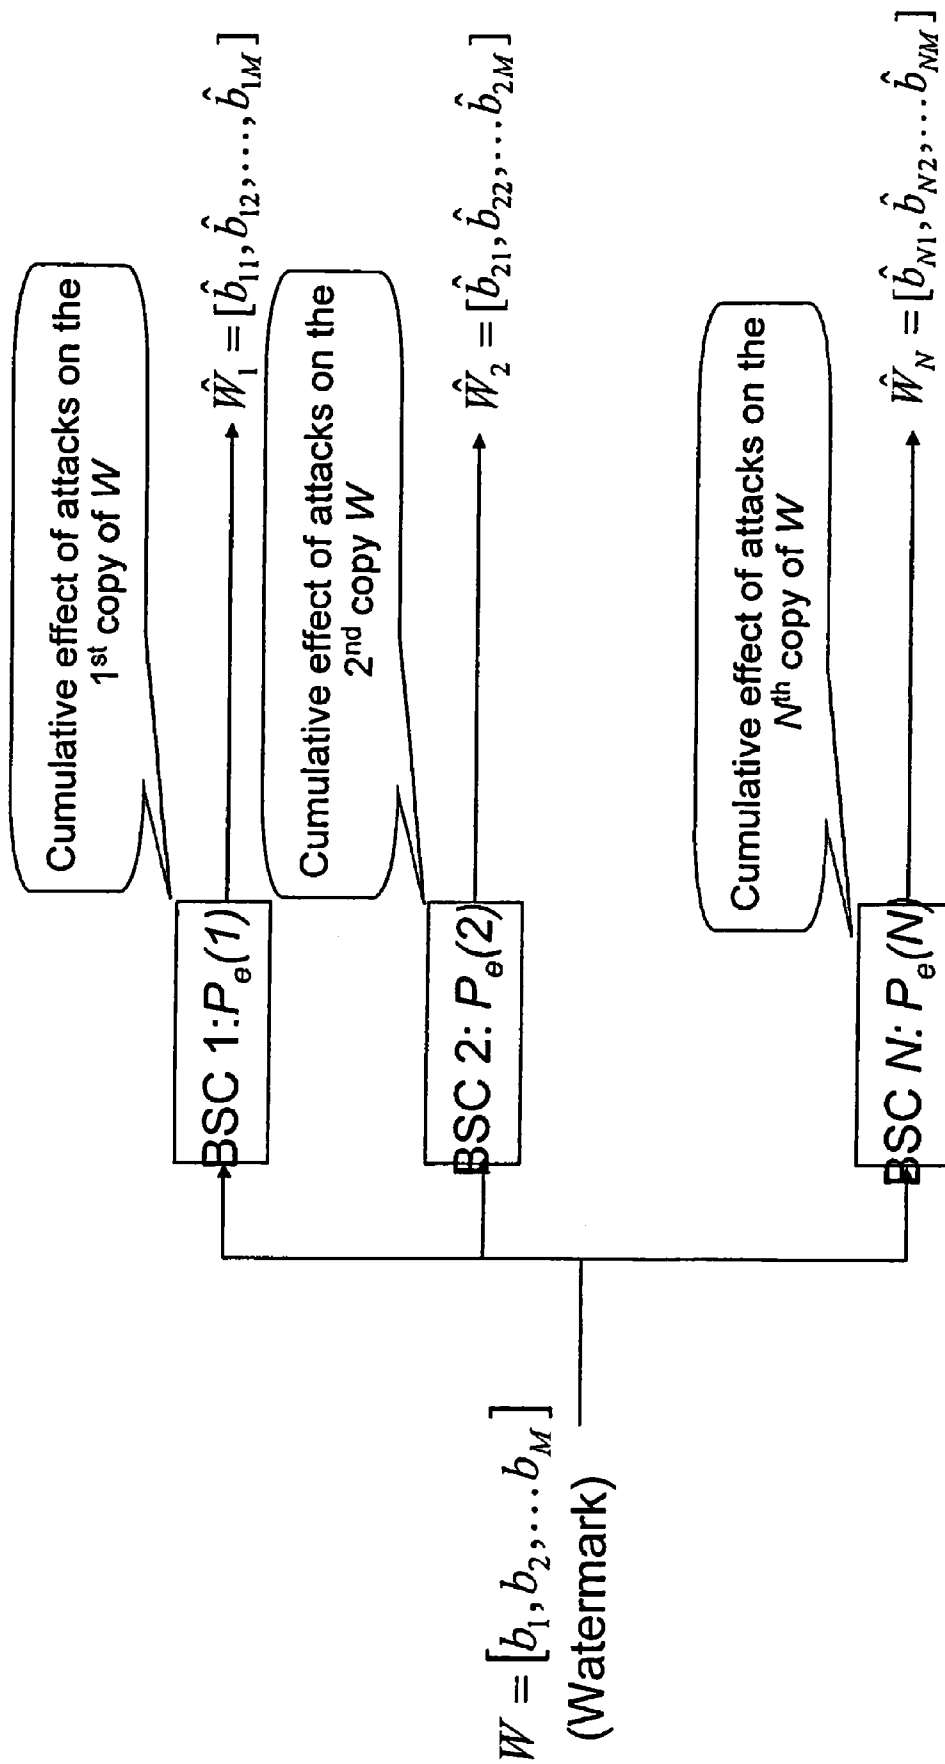 Cumulative effect of attacks on the
1st copy of W
BSC 1:P_e(1)
Ŵ_1 = [b̂_11, b̂_12, ..., b̂_1M]
Cumulative effect of attacks on the
2nd copy W
BSC 2: P_e(2)
Ŵ_2 = [b̂_21, b̂_22, ... b̂_2M]
W = [b_1, b_2, ... b_M]
(Watermark)
Cumulative effect of attacks on the
Nth copy of W
BSC N: P_e(N)
Ŵ_N = [b̂_N1, b̂_N2, ... b̂_NM]